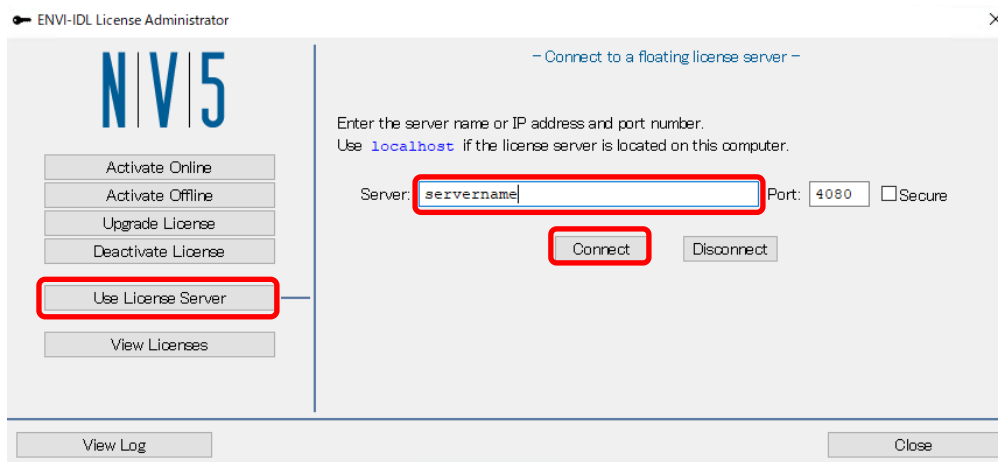 ENVI-IDL License Administrator
N|V|5
– Connect to a floating license server –
Enter the server name or IP address and port number.
Use localhost if the license server is located on this computer.
Server: servername Port: 4080 Secure
Connect Disconnect
Activate Online
Activate Offline
Upgrade License
Deactivate License
Use License Server
View Licenses
View Log
Close